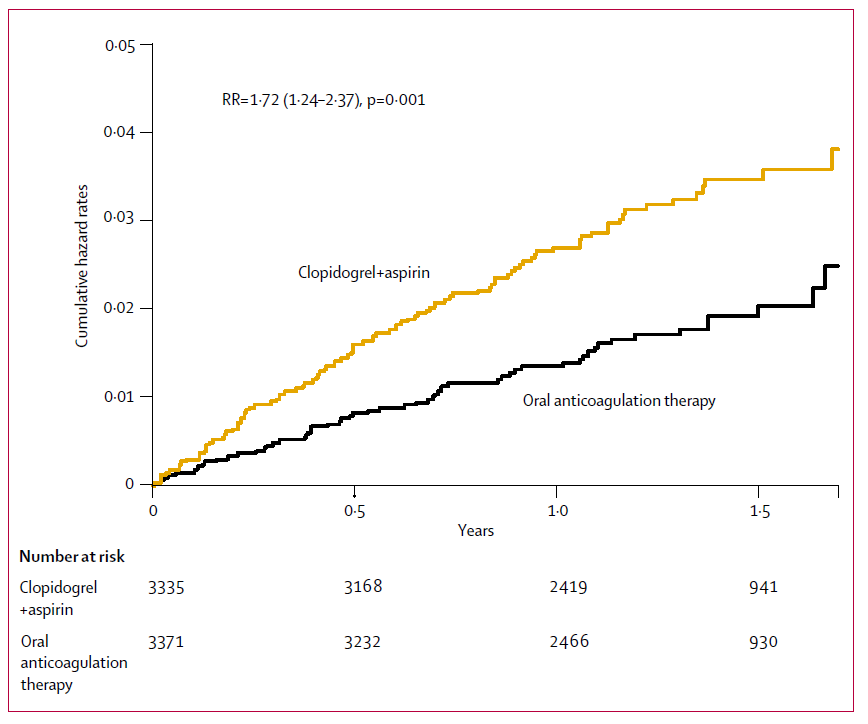 0·05
0·04
0·03
0·02
0·01
0
Cumulative hazard rates
RR=1·72 (1·24–2·37), p=0·001
Clopidogrel+aspirin
Oral anticoagulation therapy
0 0·5 1·0 1·5
Years
Number at risk
Clopidogrel 3335 3168 2419 941
+aspirin
Oral 3371 3232 2466 930
anticoagulation
therapy